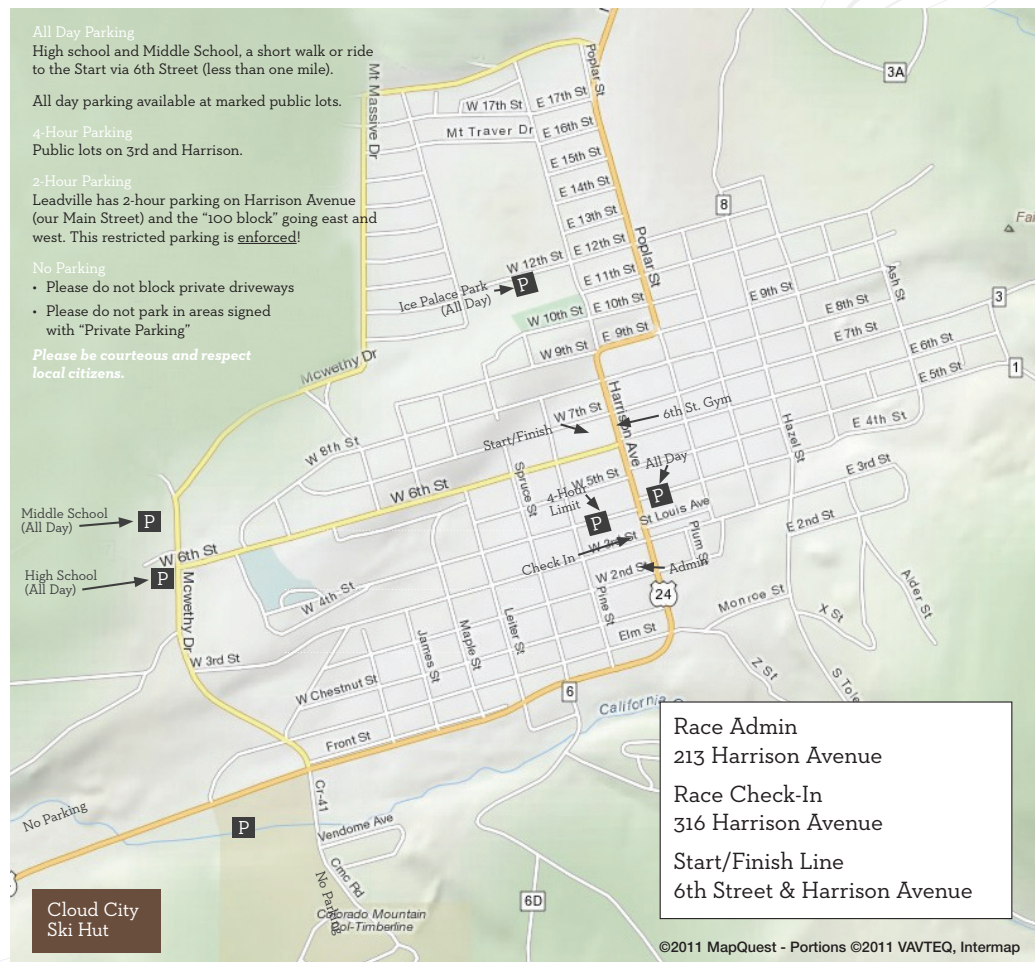 All Day Parking
High school and Middle School, a short walk or ride
to the Start via 6th Street (less than one mile).
All day parking available at marked public lots.
4-Hour Parking
Public lots on 3rd and Harrison.
2-Hour Parking
Leadville has 2-hour parking on Harrison Avenue
(our Main Street) and the “100 block” going east and
west. This restricted parking is enforced!
No Parking
• Please do not block private driveways
• Please do not park in areas signed
with “Private Parking”
Please be courteous and respect
local citizens.
Mt Massive Dr
Poplar St
3A
W 17th St
E 17th St
Mt Traver Dr
E 16th St
E 15th St
E 14th St
E 13th St
8
W 12th St
E 12th St
Poplar St
Ice Palace Park
(All Day)
P
E 11th St
W 10th St
E 10th St
E 9th St
W 9th St
E 9th St
Ash St
E 8th St
E 7th St
3
E 6th St
E 5th St
1
Mcwethy Dr
Harrison Ave
W 7th St
6th St. Gym
E 4th St
Hazel St
Start/Finish
W 8th St
All Day
P
E 3rd St
W 6th St
Spruce St
W 5th St
4-Hour
Limit
P
St Louis Ave
E 2nd St
Middle School
(All Day)
P
W 6th St
Check In
W 3rd St
Plum St
High School
(All Day)
P
Mcwethy Dr
W 2nd St
Admin
24
Monroe St
Alder St
X St
W 4th St
Pine St
Leiter St
Maple St
James St
Elm St
W 3rd St
Z St
W Chestnut St
6
California
Front St
Cr-41
No Parking
P
Vendome Ave
Cmc Rd
No Parking
Colorado Mountain
Col-Timberline
6D
Cloud City
Ski Hut
Race Admin
213 Harrison Avenue
Race Check-In
316 Harrison Avenue
Start/Finish Line
6th Street & Harrison Avenue
©2011 MapQuest - Portions ©2011 VAVTEQ, Intermap